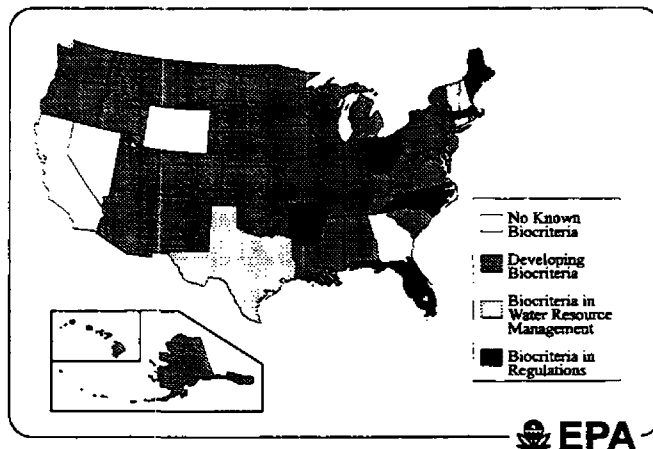 No Known
Biocriteria
Developing
Biocriteria
Biocriteria in
Water Resource
Management
Biocriteria in
Regulations
EPA